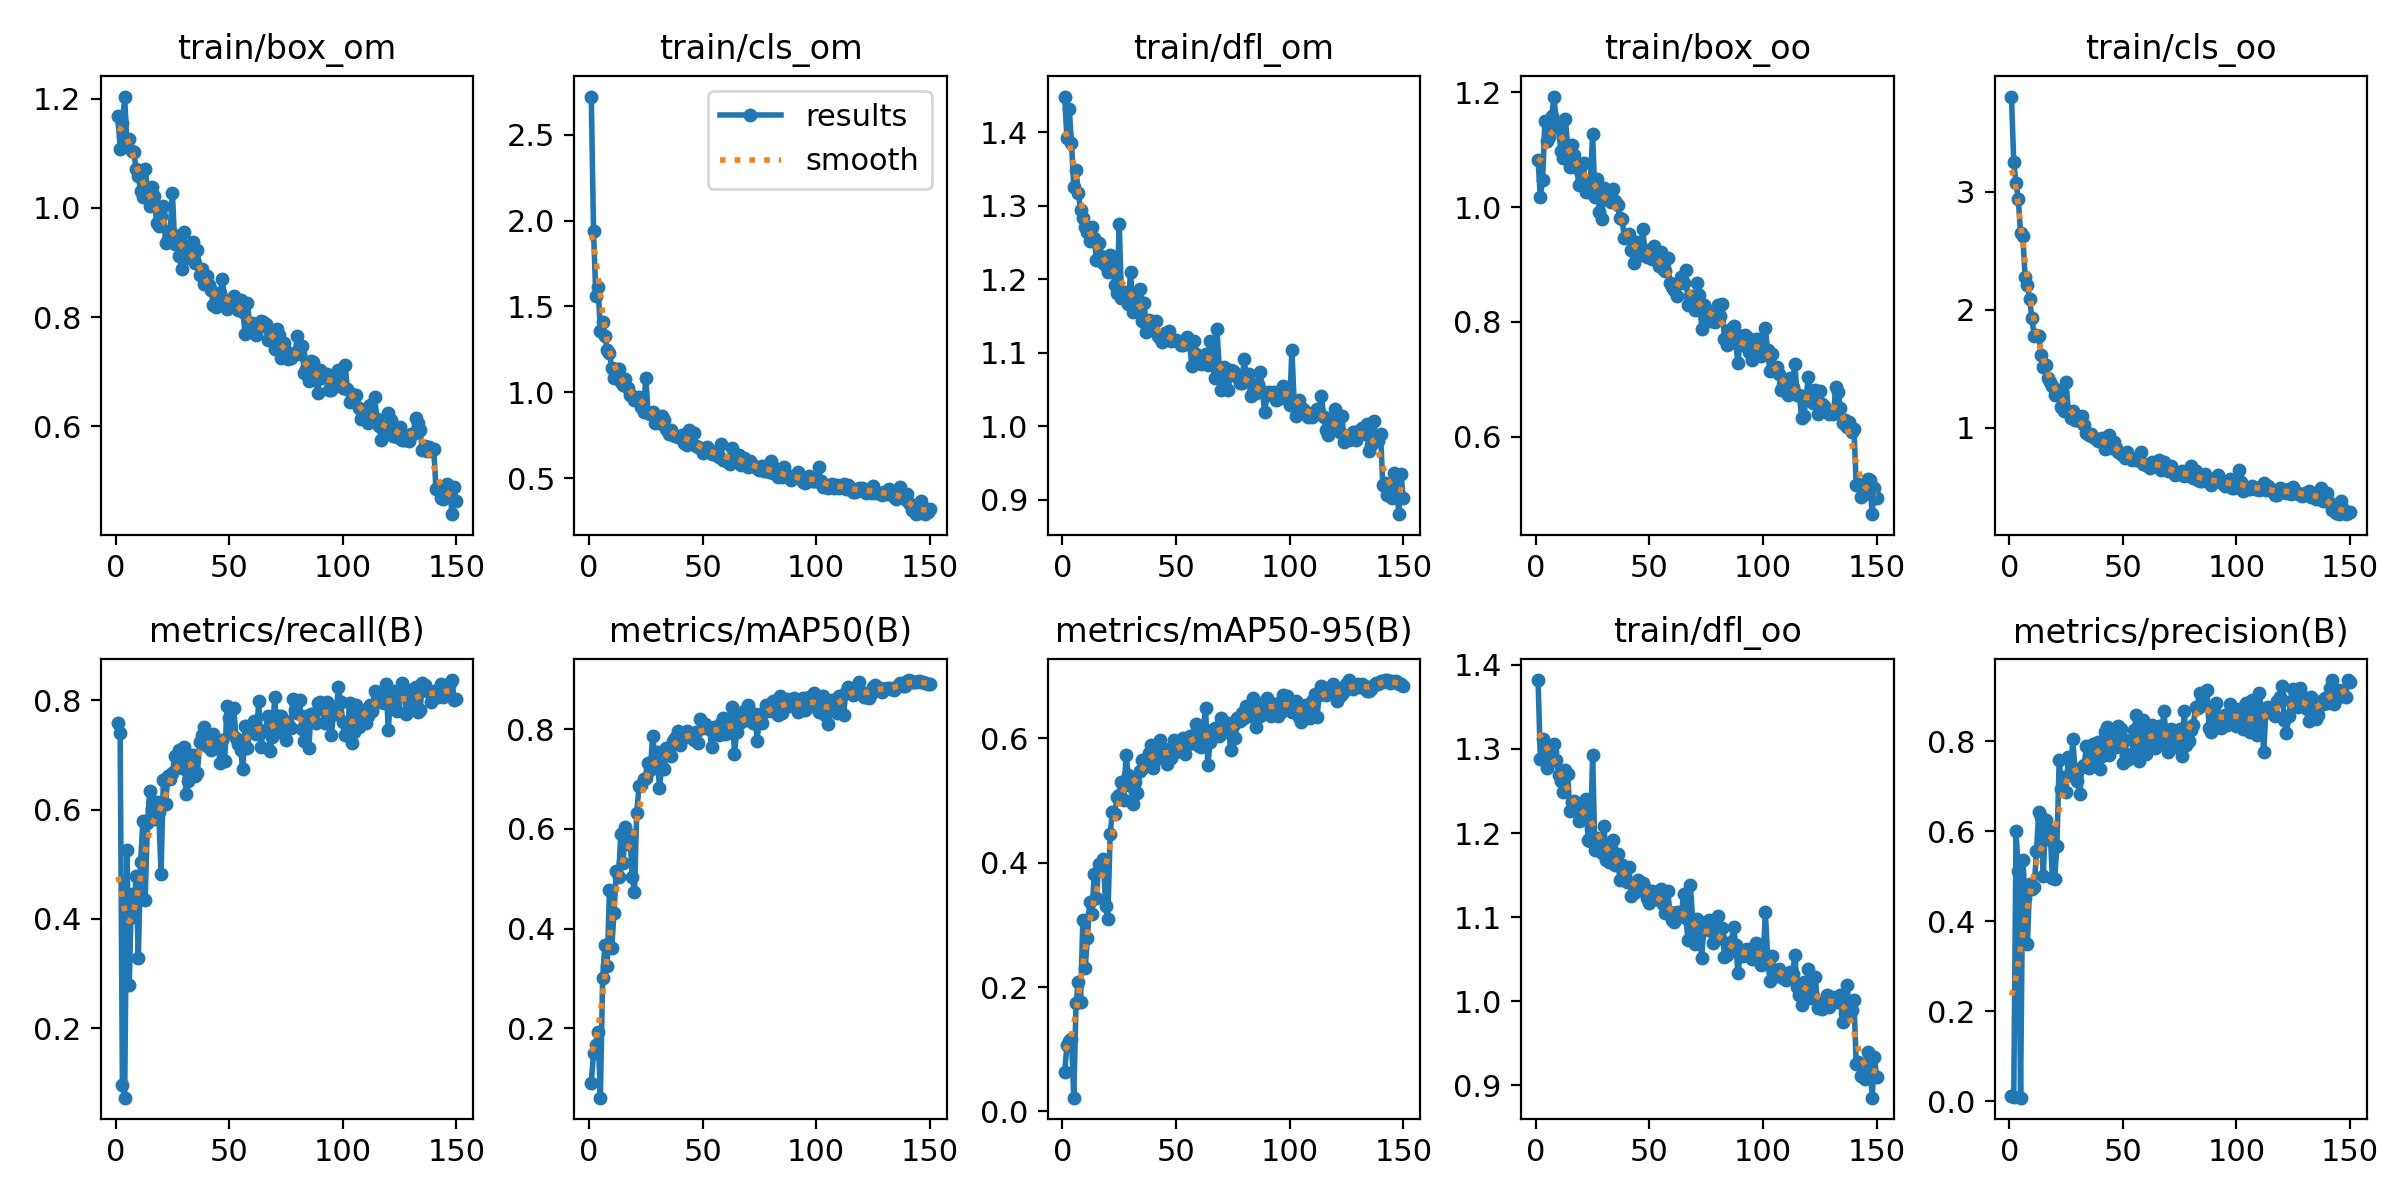 train/box_om
1.2
1.0
0.8
0.6
0 50 100 150
train/cls_om
results
smooth
2.5
2.0
1.5
1.0
0.5
0 50 100 150
train/dfl_om
1.4
1.3
1.2
1.1
1.0
0.9
0 50 100 150
train/box_oo
1.2
1.0
0.8
0.6
0 50 100 150
train/cls_oo
3
2
1
0 50 100 150
metrics/recall(B)
0.8
0.6
0.4
0.2
0 50 100 150
metrics/mAP50(B)
0.8
0.6
0.4
0.2
0 50 100 150
metrics/mAP50-95(B)
0.6
0.4
0.2
0.0
0 50 100 150
train/dfl_oo
1.4
1.3
1.2
1.1
1.0
0.9
0 50 100 150
metrics/precision(B)
0.8
0.6
0.4
0.2
0.0
0 50 100 150